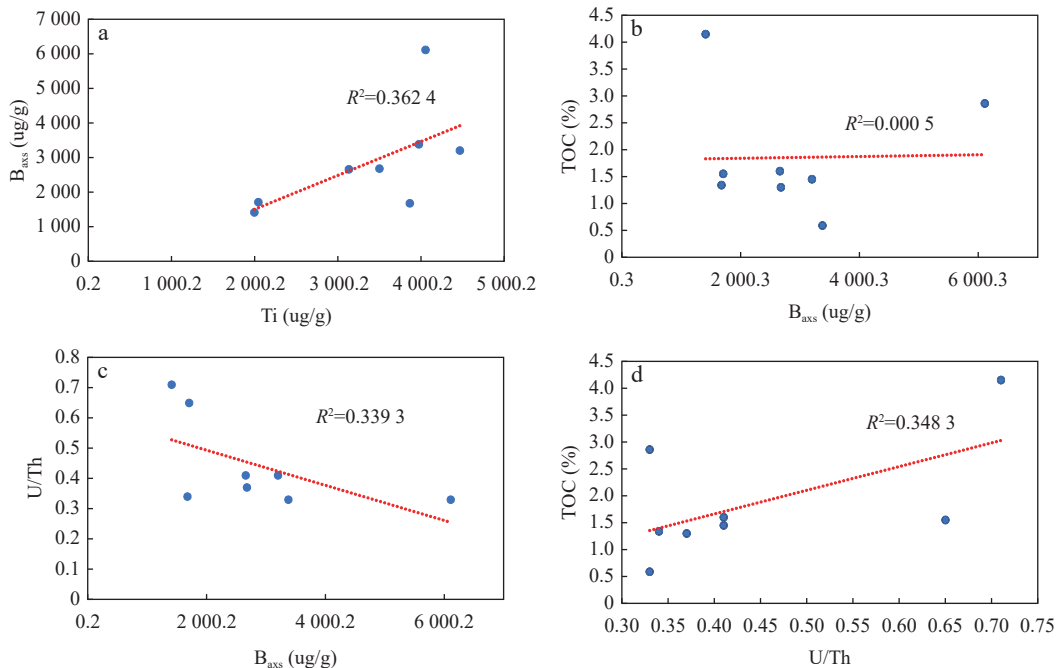 a
7 000
6 000
5 000
4 000
3 000
2 000
1 000
0
B_axs (ug/g)
R²=0.362 4
0.2 1 000.2 2 000.2 3 000.2 4 000.2 5 000.2
Ti (ug/g)
b
4.5
4.0
3.5
3.0
2.5
2.0
1.5
1.0
0.5
0
TOC (%)
R²=0.000 5
0.3 2 000.3 4 000.3 6 000.3
B_axs (ug/g)
c
0.8
0.7
0.6
0.5
0.4
0.3
0.2
0.1
0
U/Th
R²=0.339 3
0.2 2 000.2 4 000.2 6 000.2
B_axs (ug/g)
d
4.5
4.0
3.5
3.0
2.5
2.0
1.5
1.0
0.5
0
TOC (%)
R²=0.348 3
0.30 0.35 0.40 0.45 0.50 0.55 0.60 0.65 0.70 0.75
U/Th